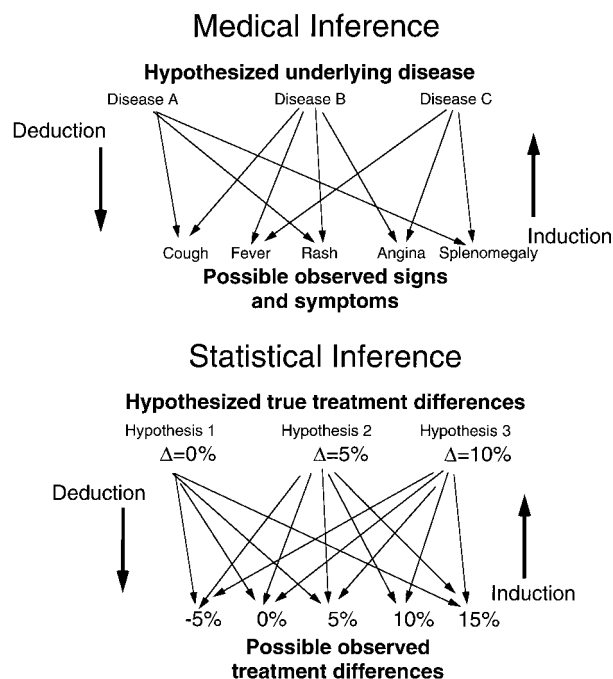 Medical Inference
Hypothesized underlying disease
Disease A Disease B Disease C
Deduction
Induction
Cough Fever Rash Angina Splenomegaly
Possible observed signs
and symptoms
Statistical Inference
Hypothesized true treatment differences
Hypothesis 1 Hypothesis 2 Hypothesis 3
Δ=0% Δ=5% Δ=10%
Deduction
Induction
-5% 0% 5% 10% 15%
Possible observed
treatment differences